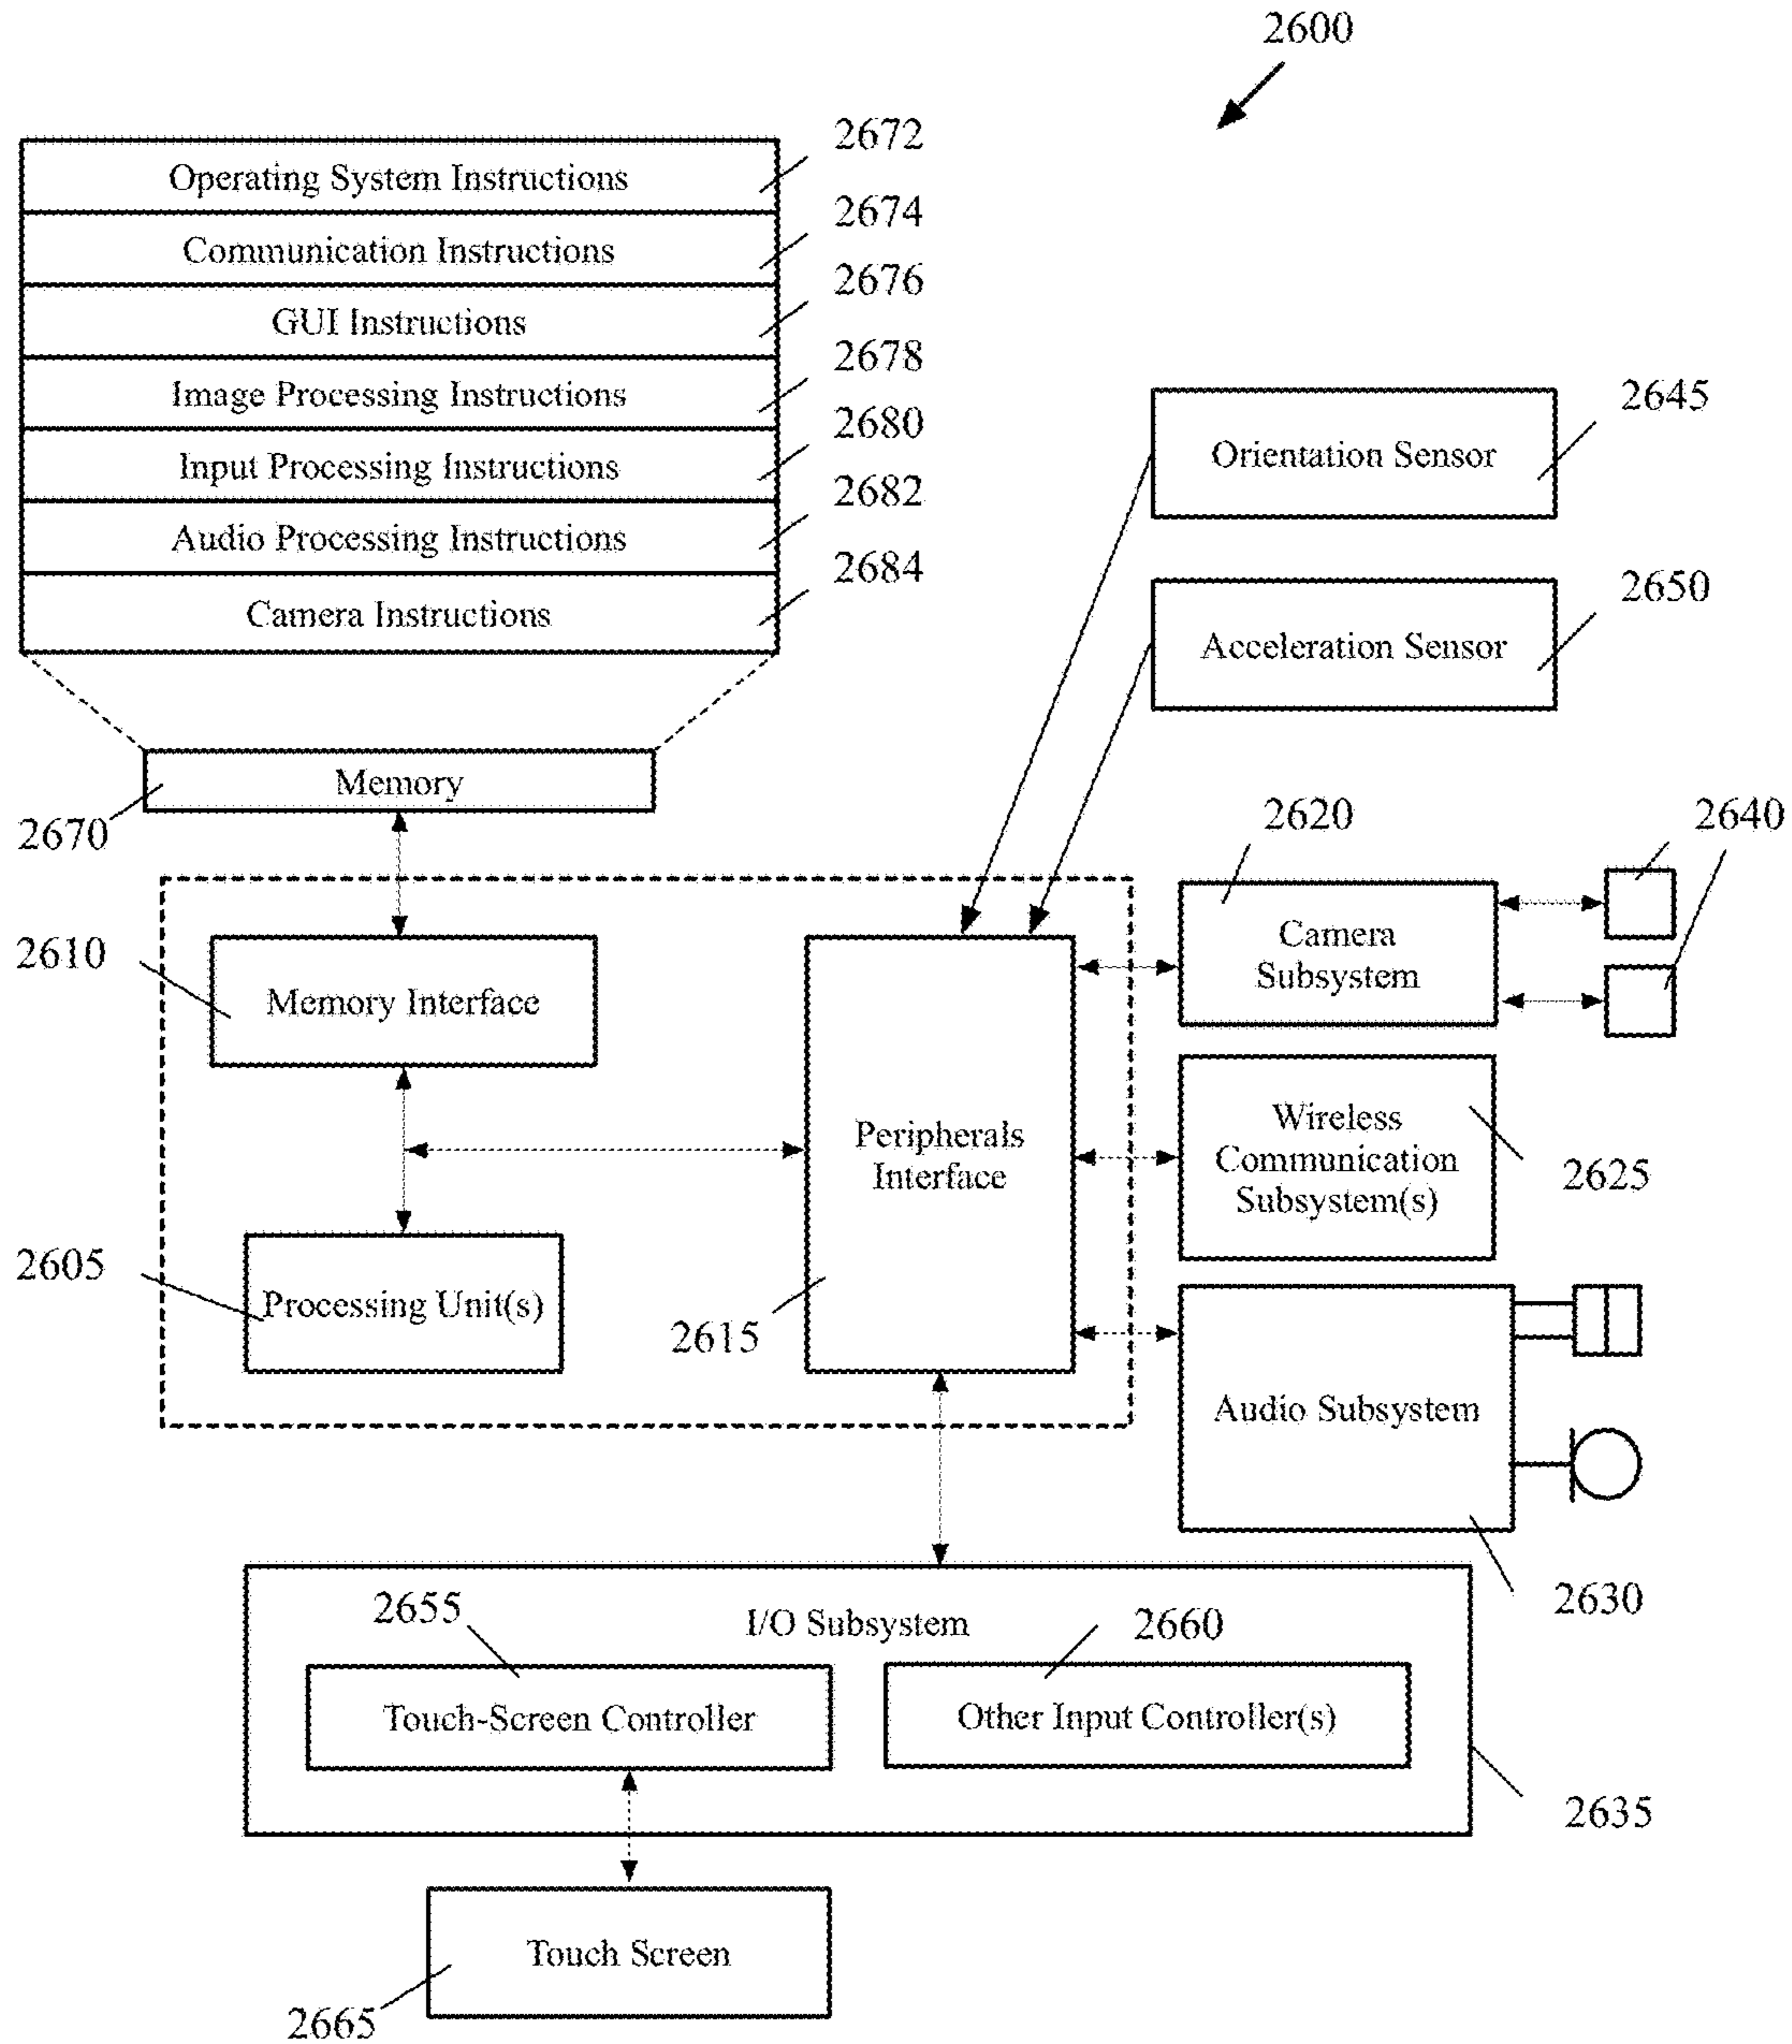 2600
2672
Operating System Instructions
2674
Communication Instructions
2676
GUI Instructions
2678
Image Processing Instructions
2680
Input Processing Instructions
2682
Audio Processing Instructions
2684
Camera Instructions
2645
Orientation Sensor
2650
Acceleration Sensor
Memory
2670
2620
2640
Camera
Subsystem
2610
Memory Interface
Peripherals
Interface
Wireless
Communication
Subsystem(s)
2625
2605
Processing Unit(s)
2615
Audio Subsystem
2630
2655
I/O Subsystem
2660
Touch-Screen Controller
Other Input Controller(s)
2635
Touch Screen
2665